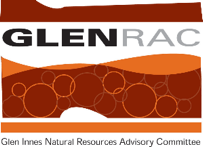 GLENRAC
Glen Innes Natural Resources Advisory Committee